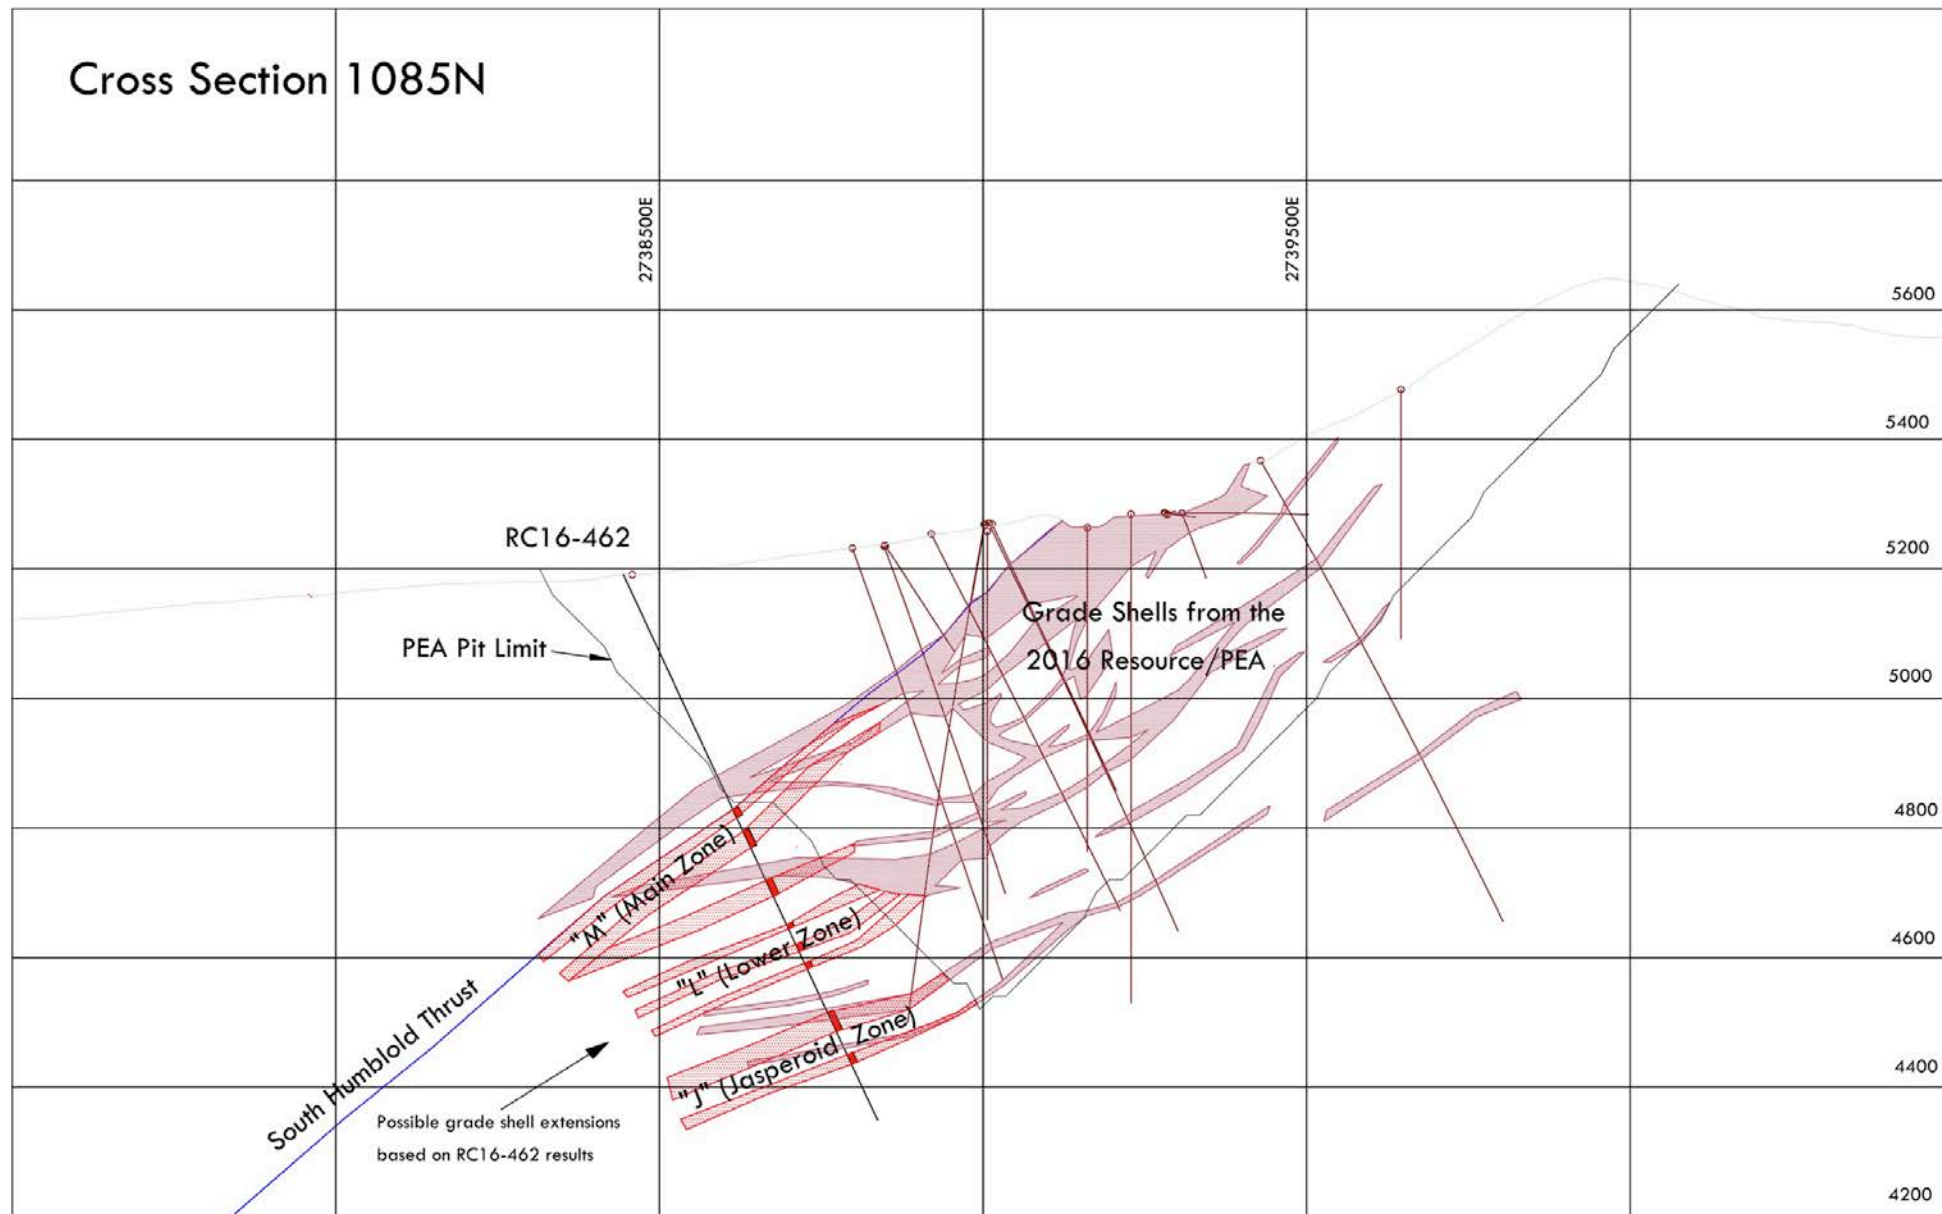 Cross Section 1085N
2738500E
2739500E
5600
5400
RC16-462
5200
Grade Shells from the
2016 Resource/PEA
PEA Pit Limit
5000
4800
"M" (Main Zone)
4600
"L" (Lower Zone)
South Humblold Thrust
"J" (Jasperoid Zone)
4400
Possible grade shell extensions
based on RC16-462 results
4200